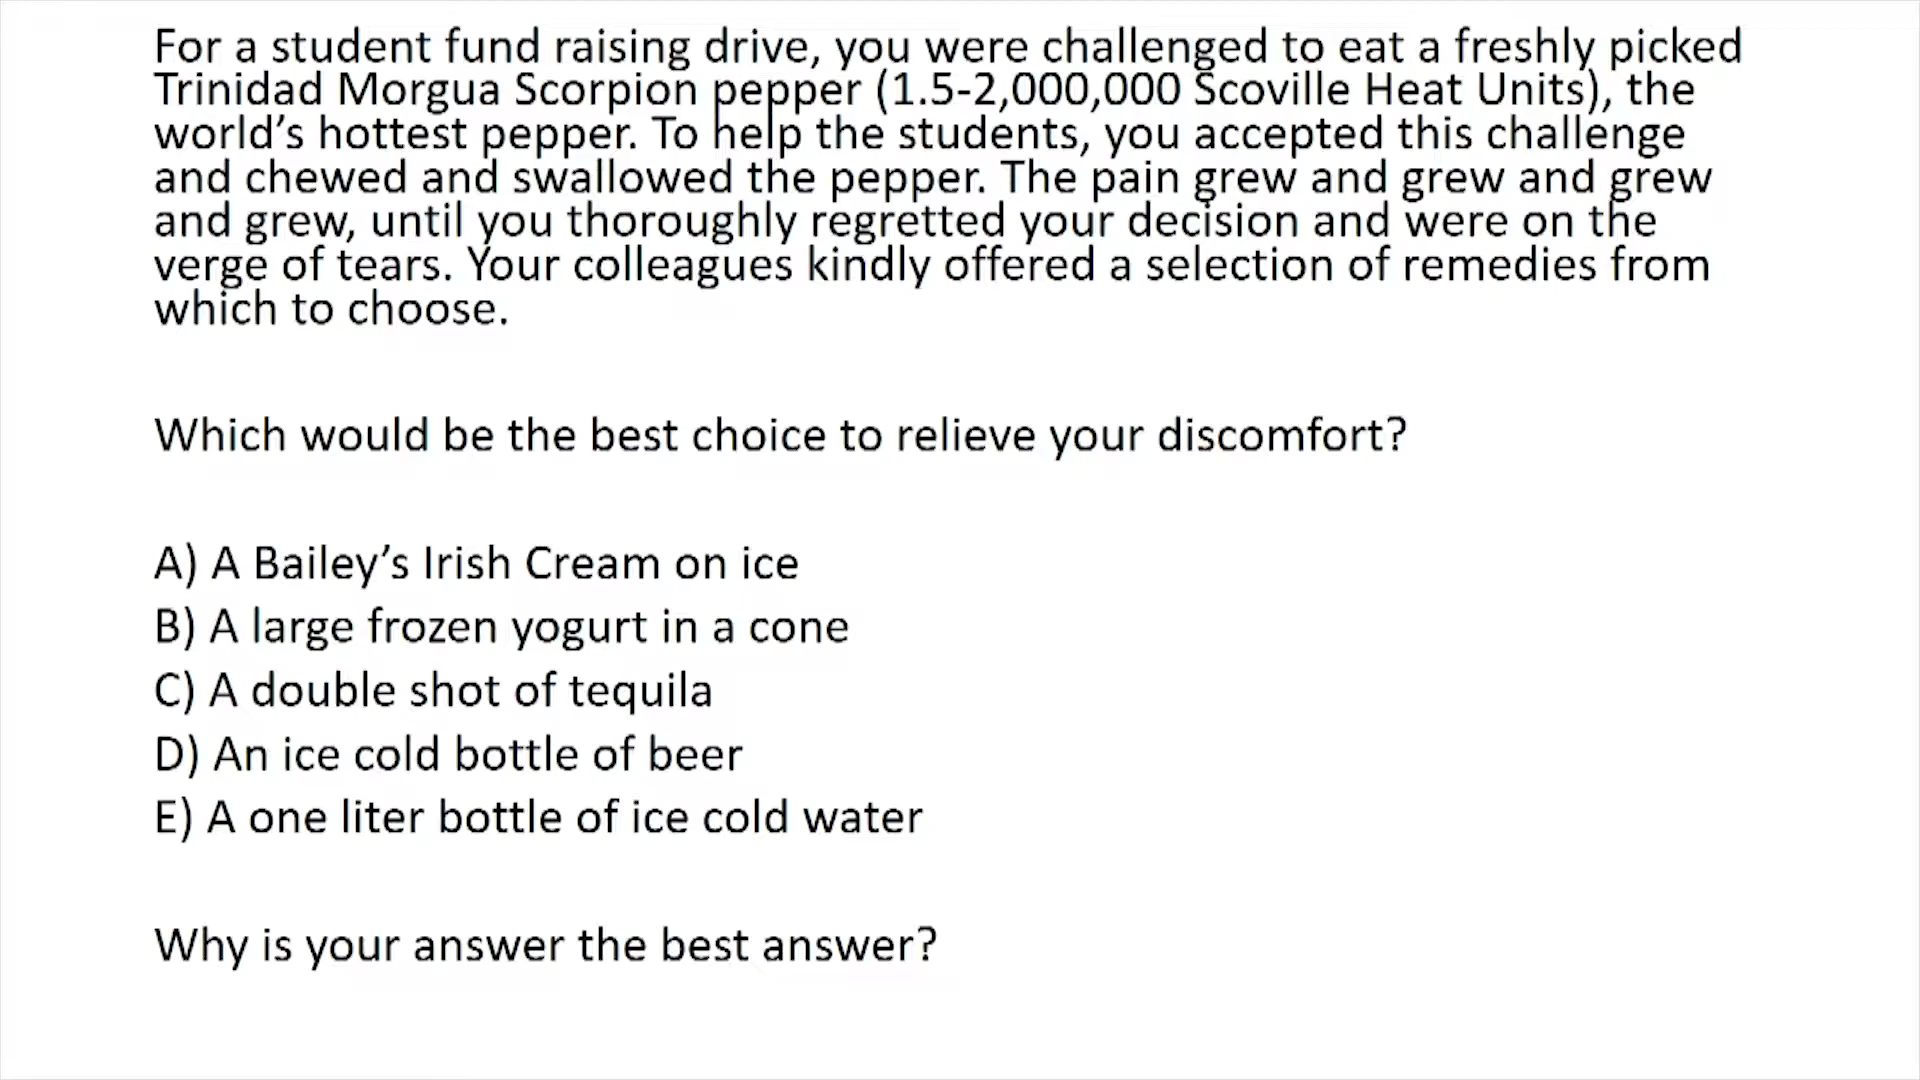 For a student fund raising drive, you were challenged to eat a freshly picked
Trinidad Morgua Scorpion pepper (1.5-2,000,000 Scoville Heat Units), the
world’s hottest pepper. To help the students, you accepted this challenge
and chewed and swallowed the pepper. The pain grew and grew and grew
and grew, until you thoroughly regretted your decision and were on the
verge of tears. Your colleagues kindly offered a selection of remedies from
which to choose.
Which would be the best choice to relieve your discomfort?
A) A Bailey’s Irish Cream on ice
B) A large frozen yogurt in a cone
C) A double shot of tequila
D) An ice cold bottle of beer
E) A one liter bottle of ice cold water
Why is your answer the best answer?